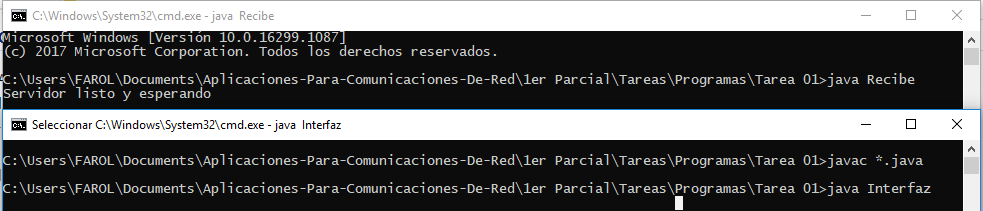 C:\Windows\System32\cmd.exe - java  Recibe
Microsoft Windows [Versión 10.0.16299.1087]
(c) 2017 Microsoft Corporation. Todos los derechos reservados.
C:\Users\FAROL\Documents\Aplicaciones-Para-Comunicaciones-De-Red\1er Parcial\Tareas\Programas\Tarea 01>java Recibe
Servidor listo y esperando
Seleccionar C:\Windows\System32\cmd.exe - java  Interfaz
C:\Users\FAROL\Documents\Aplicaciones-Para-Comunicaciones-De-Red\1er Parcial\Tareas\Programas\Tarea 01>javac *.java
C:\Users\FAROL\Documents\Aplicaciones-Para-Comunicaciones-De-Red\1er Parcial\Tareas\Programas\Tarea 01>java Interfaz